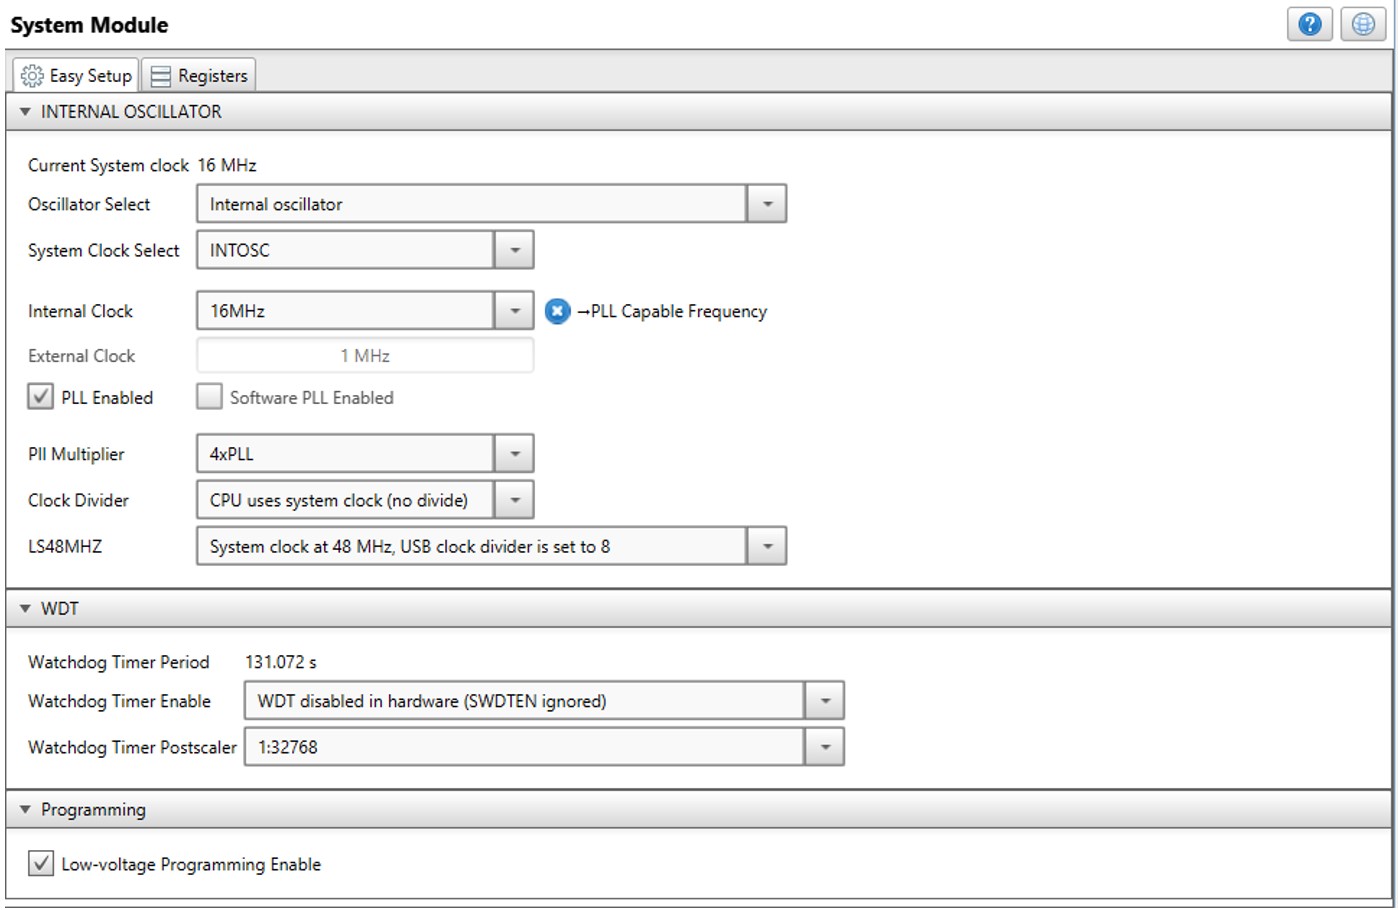 System Module
Easy Setup Registers
INTERNAL OSCILLATOR
Current System clock 16 MHz
Oscillator Select Internal oscillator
System Clock Select INTOSC
Internal Clock 16MHz →PLL Capable Frequency
External Clock 1 MHz
PLL Enabled Software PLL Enabled
Pll Multiplier 4xPLL
Clock Divider CPU uses system clock (no divide)
LS48MHZ System clock at 48 MHz, USB clock divider is set to 8
WDT
Watchdog Timer Period 131.072 s
Watchdog Timer Enable WDT disabled in hardware (SWDTEN ignored)
Watchdog Timer Postscaler 1:32768
Programming
Low-voltage Programming Enable